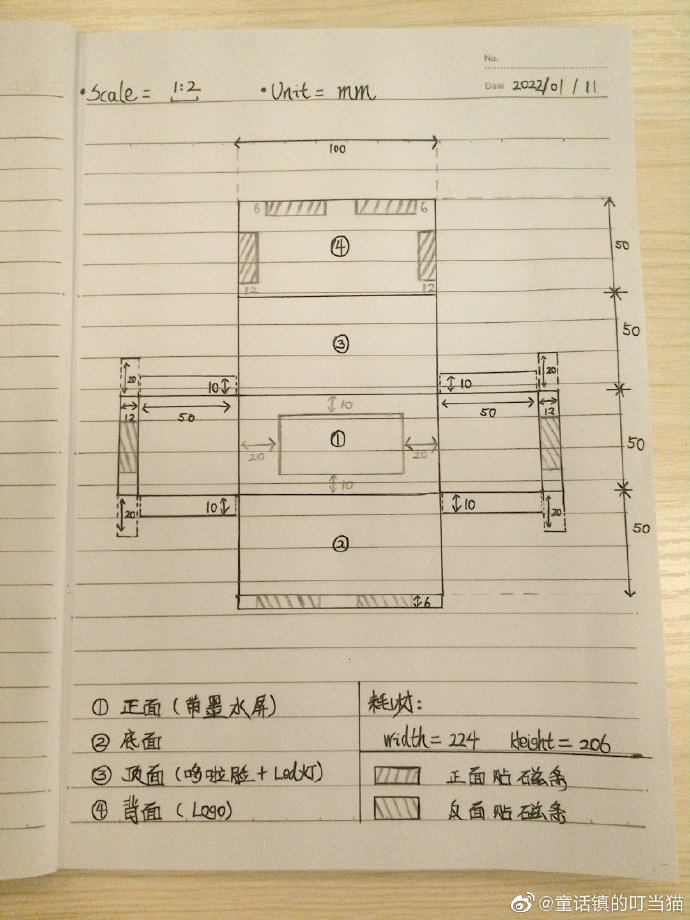 No.
• Scale = 1:2 • Unit = mm
Date 2022/01/11
100
6 6
④
50
12 12
③
50
20 20
10 10
12 50 10 50 12
①
20 20
50
10
20 10 10 20
②
50
6
① 正面（带墨水屏）
② 底面
③ 顶面（哆啦脸 + Led灯）
④ 背面（Logo）
耗材：
width = 224 Height = 206
正面贴磁条
反面贴磁条
@童话镇的叮当猫